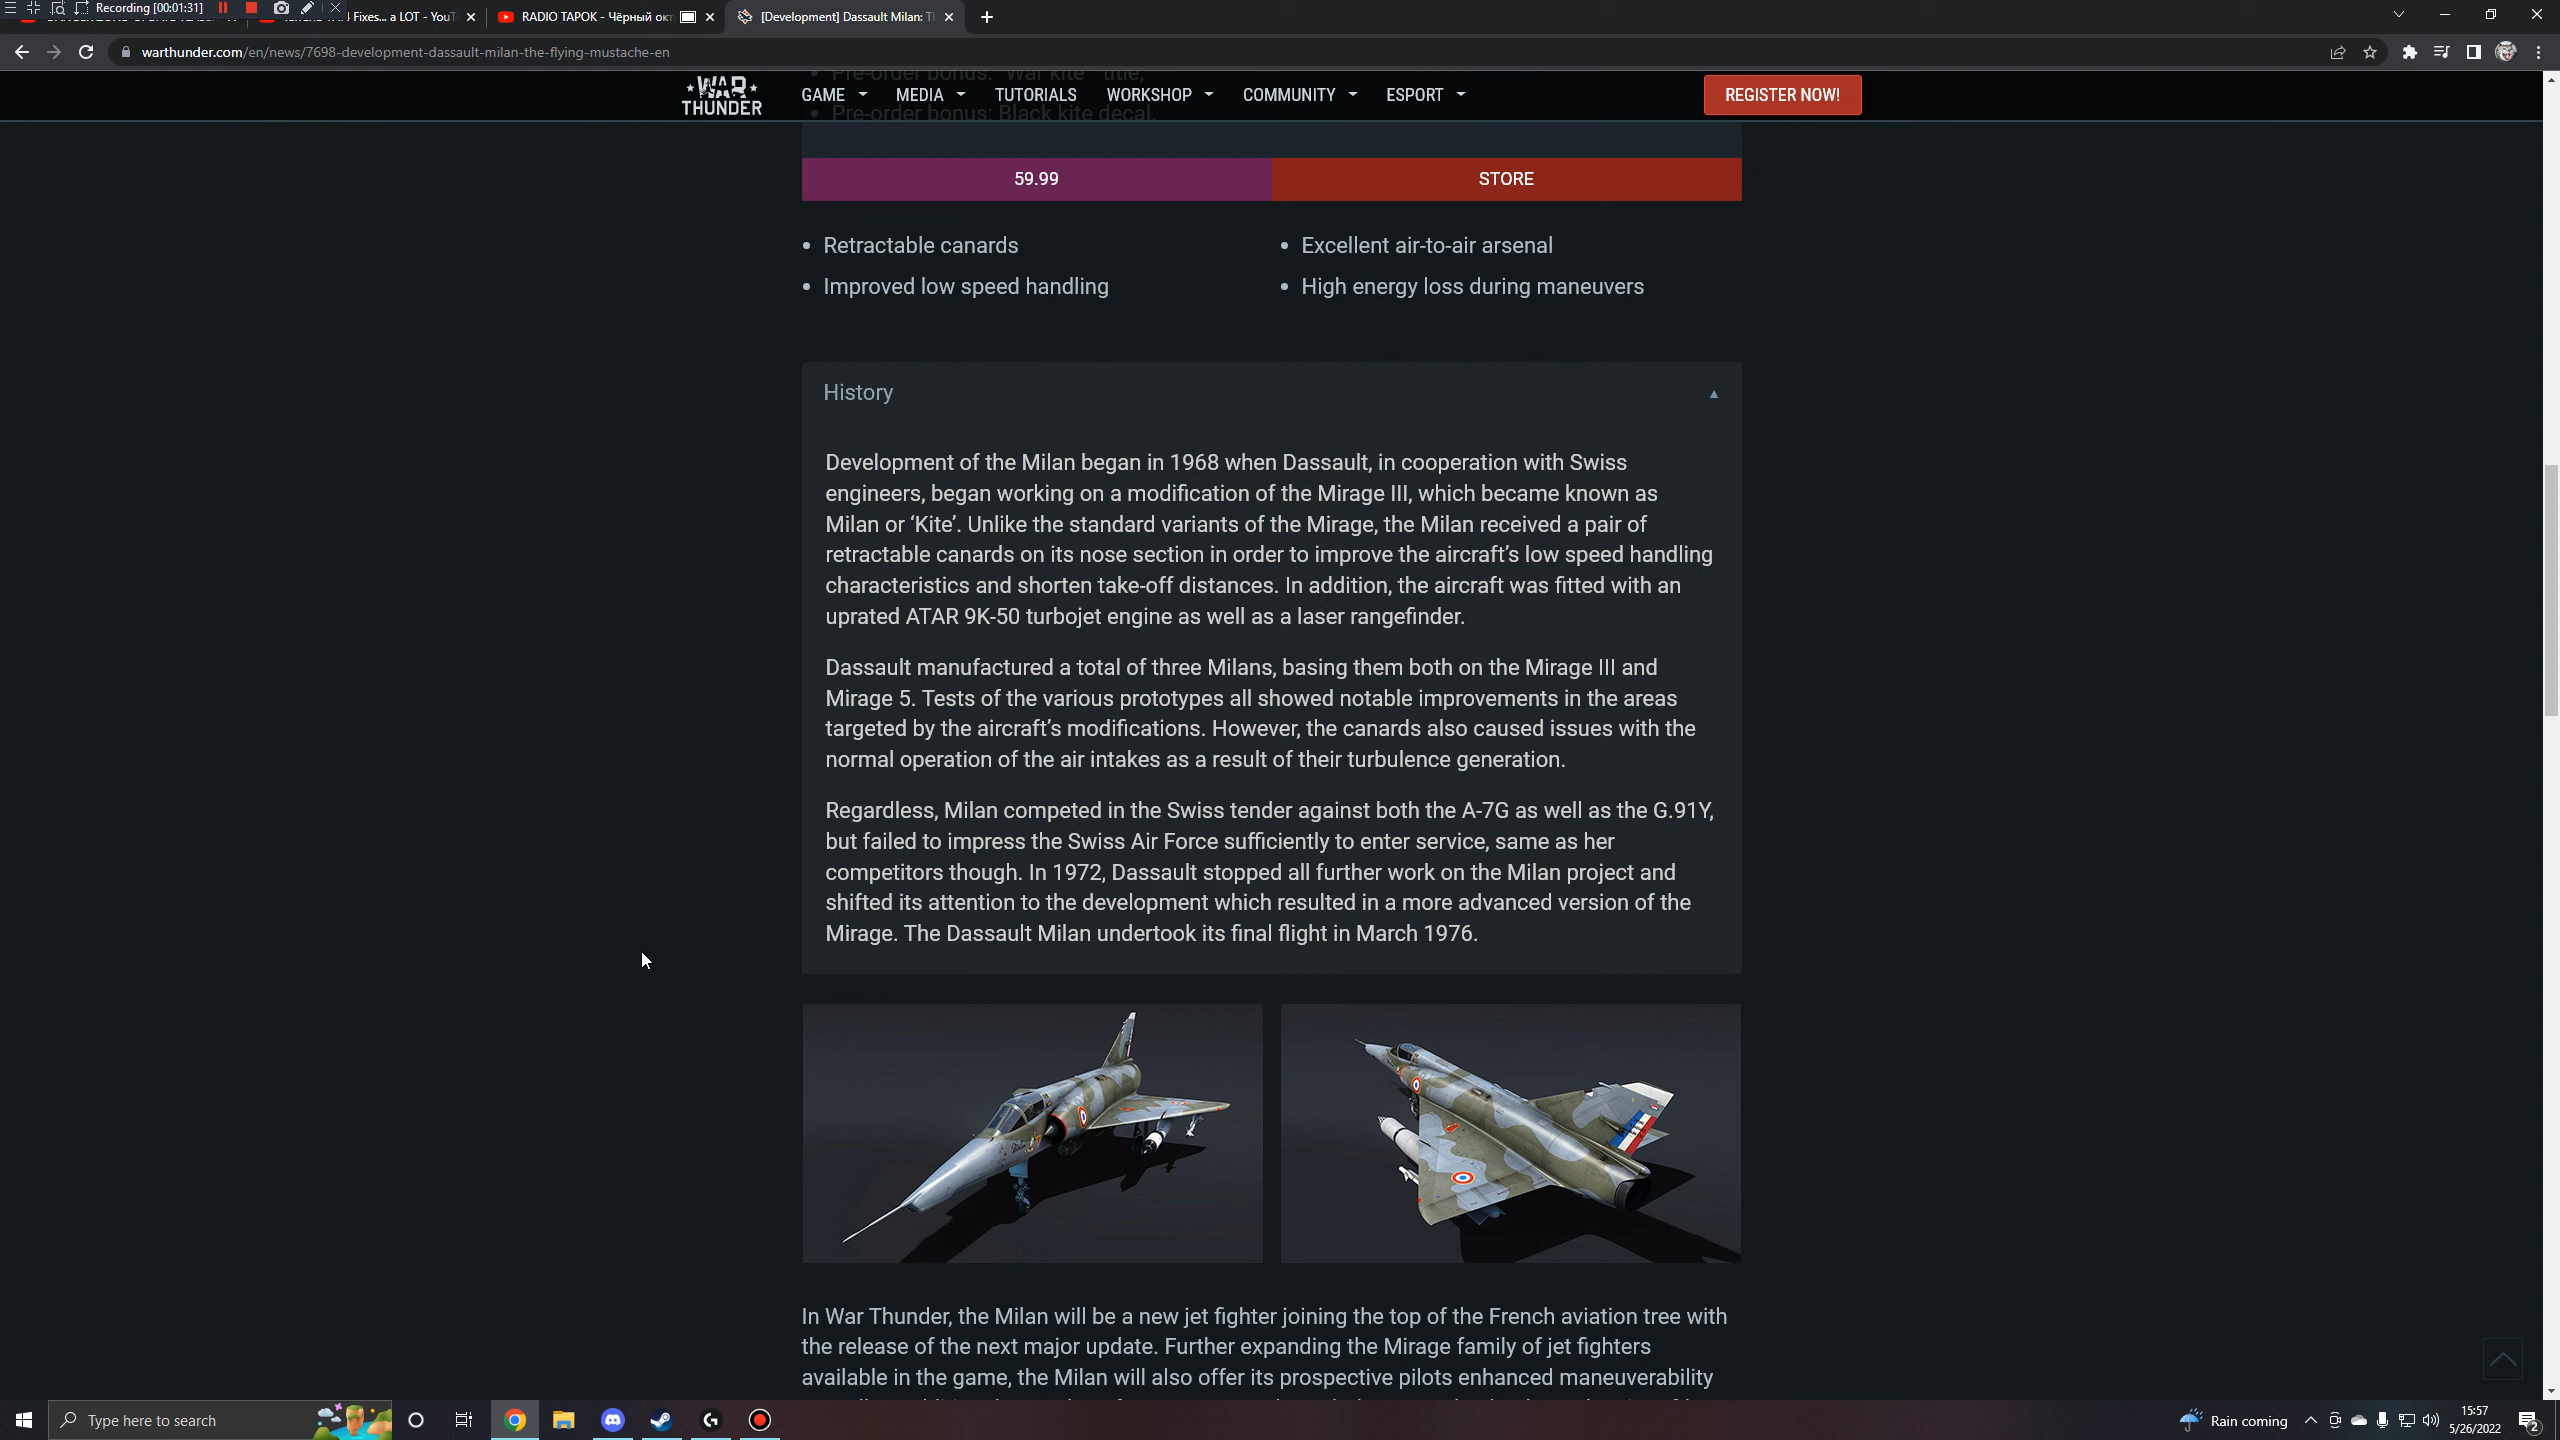 Recording [00:01:31]
Fixes... a LOT - YouT
RADIO TAPOK - Чёрный окт
[Development] Dassault Milan: T
warthunder.com/en/news/7698-development-dassault-milan-the-flying-mustache-en
Pre-order bonus: "War kite" title;
WAR THUNDER
GAME
MEDIA
TUTORIALS
WORKSHOP
COMMUNITY
ESPORT
REGISTER NOW!
Pre-order bonus: Black kite decal.
59.99
STORE
Retractable canards
Excellent air-to-air arsenal
Improved low speed handling
High energy loss during maneuvers
History
Development of the Milan began in 1968 when Dassault, in cooperation with Swiss
engineers, began working on a modification of the Mirage III, which became known as
Milan or ‘Kite’. Unlike the standard variants of the Mirage, the Milan received a pair of
retractable canards on its nose section in order to improve the aircraft’s low speed handling
characteristics and shorten take-off distances. In addition, the aircraft was fitted with an
uprated ATAR 9K-50 turbojet engine as well as a laser rangefinder.
Dassault manufactured a total of three Milans, basing them both on the Mirage III and
Mirage 5. Tests of the various prototypes all showed notable improvements in the areas
targeted by the aircraft’s modifications. However, the canards also caused issues with the
normal operation of the air intakes as a result of their turbulence generation.
Regardless, Milan competed in the Swiss tender against both the A-7G as well as the G.91Y,
but failed to impress the Swiss Air Force sufficiently to enter service, same as her
competitors though. In 1972, Dassault stopped all further work on the Milan project and
shifted its attention to the development which resulted in a more advanced version of the
Mirage. The Dassault Milan undertook its final flight in March 1976.
In War Thunder, the Milan will be a new jet fighter joining the top of the French aviation tree with
the release of the next major update. Further expanding the Mirage family of jet fighters
available in the game, the Milan will also offer its prospective pilots enhanced maneuverability
Type here to search
Rain coming
15:57
5/26/2022
2